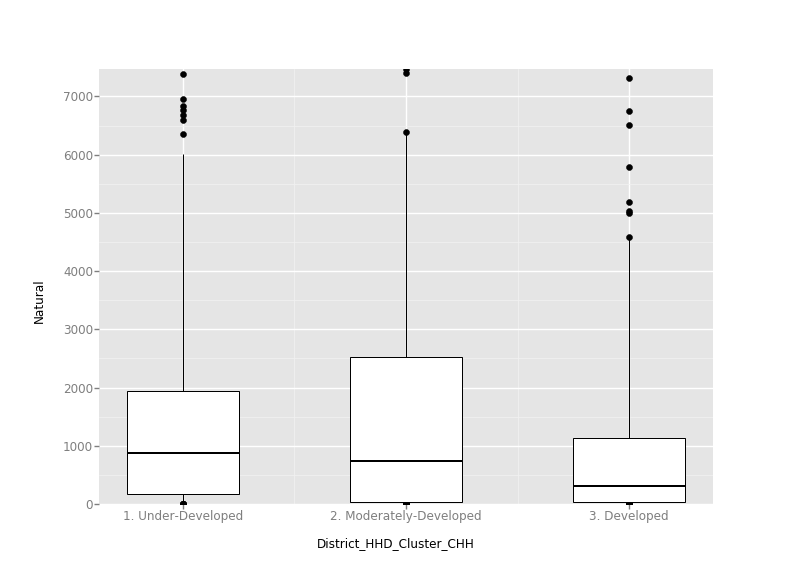 7000
6000
5000
4000
3000
2000
1000
0
Natural
1. Under-Developed
2. Moderately-Developed
3. Developed
District_HHD_Cluster_CHH